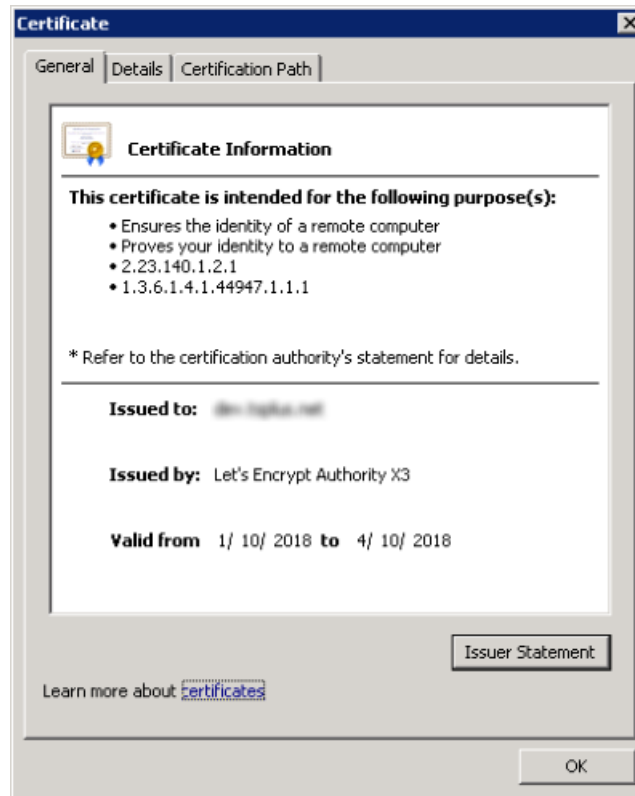 Certificate
General Details Certification Path
Certificate Information
This certificate is intended for the following purpose(s):
• Ensures the identity of a remote computer
• Proves your identity to a remote computer
• 2.23.140.1.2.1
• 1.3.6.1.4.1.44947.1.1.1
* Refer to the certification authority's statement for details.
Issued to:
Issued by: Let's Encrypt Authority X3
Valid from 1/ 10/ 2018 to 4/ 10/ 2018
Issuer Statement
Learn more about certificates
OK